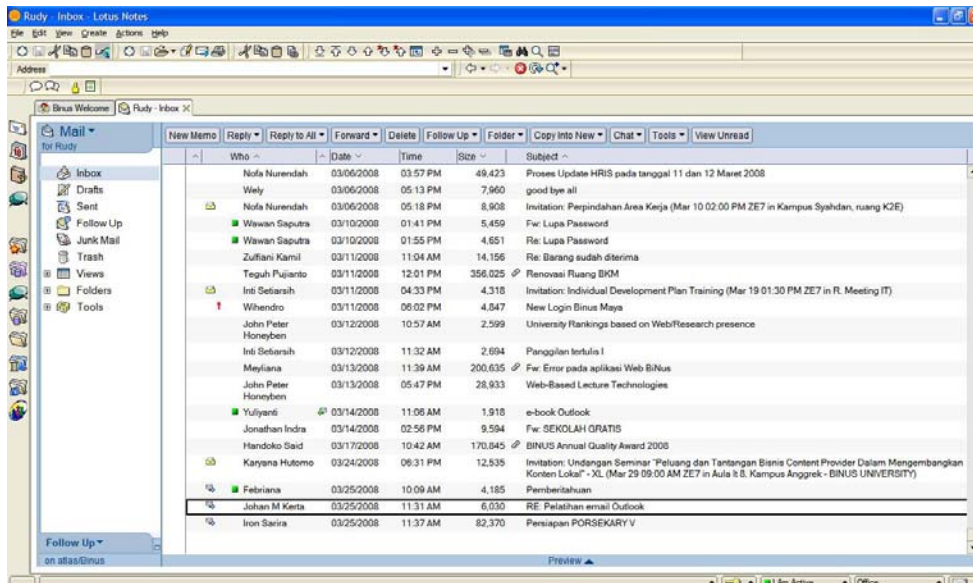 Rudy - Inbox - Lotus Notes
File Edit View Create Actions Help
Address
Binus Welcome Rudy - Inbox
Mail
for Rudy
Inbox
Drafts
Sent
Follow Up
Junk Mail
Trash
Views
Folders
Tools
Follow Up
on atlas/Binus
New Memo Reply Reply to All Forward Delete Follow Up Folder Copy Into New Chat Tools View Unread
Who Date Time Size Subject
Nofa Nurendah 03/06/2008 03:57 PM 49,423 Proses Update HRIS pada tanggal 11 dan 12 Maret 2008
Wely 03/06/2008 05:13 PM 7,960 good bye all
Nofa Nurendah 03/06/2008 05:18 PM 8,908 Invitation: Perpindahan Area Kerja (Mar 10 02:00 PM ZE7 in Kampus Syahdan, ruang K2E)
Wawan Saputra 03/10/2008 01:41 PM 5,459 Fw: Lupa Password
Wawan Saputra 03/10/2008 01:55 PM 4,651 Re: Lupa Password
Zulfiani Kamil 03/11/2008 11:04 AM 14,156 Re: Barang sudah diterima
Teguh Pujianto 03/11/2008 12:01 PM 356,025 Renovasi Ruang BKM
Inti Setiarsih 03/11/2008 04:33 PM 4,318 Invitation: Individual Development Plan Training (Mar 19 01:30 PM ZE7 in R. Meeting IT)
Wihendro 03/11/2008 06:02 PM 4,847 New Login Binus Maya
John Peter 03/12/2008 10:57 AM 2,599 University Rankings based on Web/Research presence
Honeyben
Inti Setiarsih 03/12/2008 11:32 AM 2,694 Panggilan tertulis I
Meyliana 03/13/2008 11:39 AM 200,635 Fw: Error pada aplikasi Web BiNus
John Peter 03/13/2008 05:47 PM 28,933 Web-Based Lecture Technologies
Honeyben
Yuliyanti 03/14/2008 11:06 AM 1,918 e-book Outlook
Jonathan Indra 03/14/2008 02:56 PM 9,594 Fw: SEKOLAH GRATIS
Handoko Said 03/17/2008 10:42 AM 170,845 BINUS Annual Quality Award 2008
Karyana Hutomo 03/24/2008 06:31 PM 12,535 Invitation: Undangan Seminar "Peluang dan Tantangan Bisnis Content Provider Dalam Mengembangkan
Konten Lokal" - XL (Mar 29 09:00 AM ZE7 in Aula lt 8, Kampus Anggrek - BINUS UNIVERSITY)
Febriana 03/25/2008 10:09 AM 4,185 Pemberitahuan
Johan M Kerta 03/25/2008 11:31 AM 6,030 RE: Pelatihan email Outlook
Iron Sarira 03/25/2008 11:37 AM 82,370 Persiapan PORSEKARY V
Preview
I Am Active Office